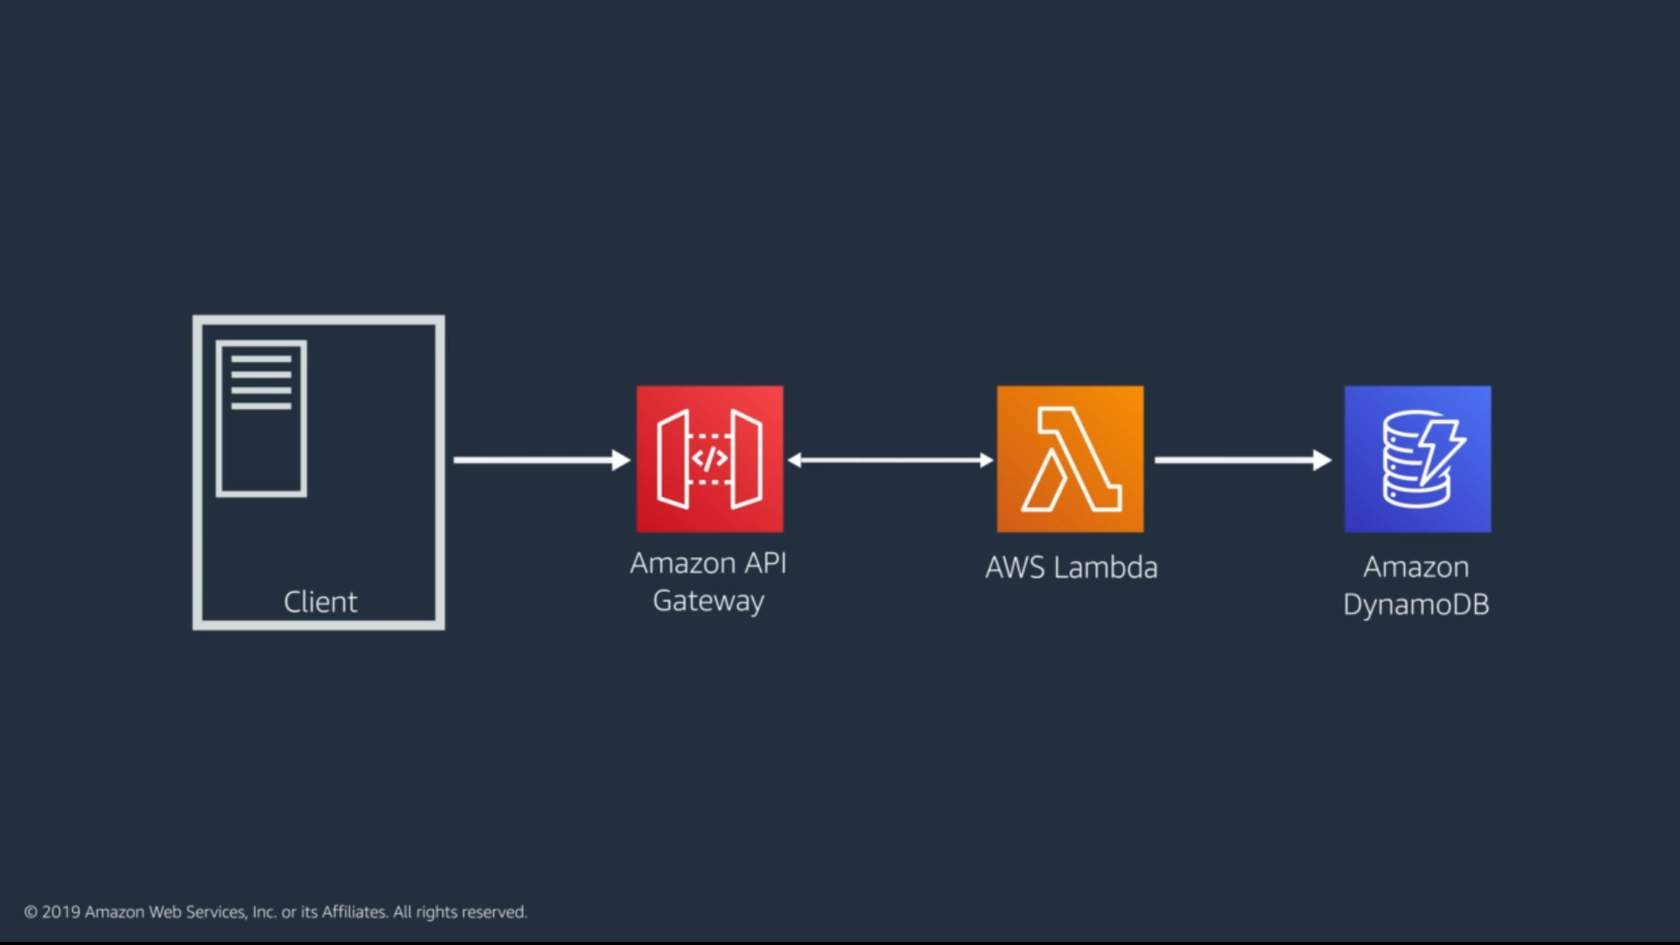 Client
Amazon API
Gateway
</>
AWS Lambda
Amazon
DynamoDB
© 2019 Amazon Web Services, Inc. or its Affiliates. All rights reserved.